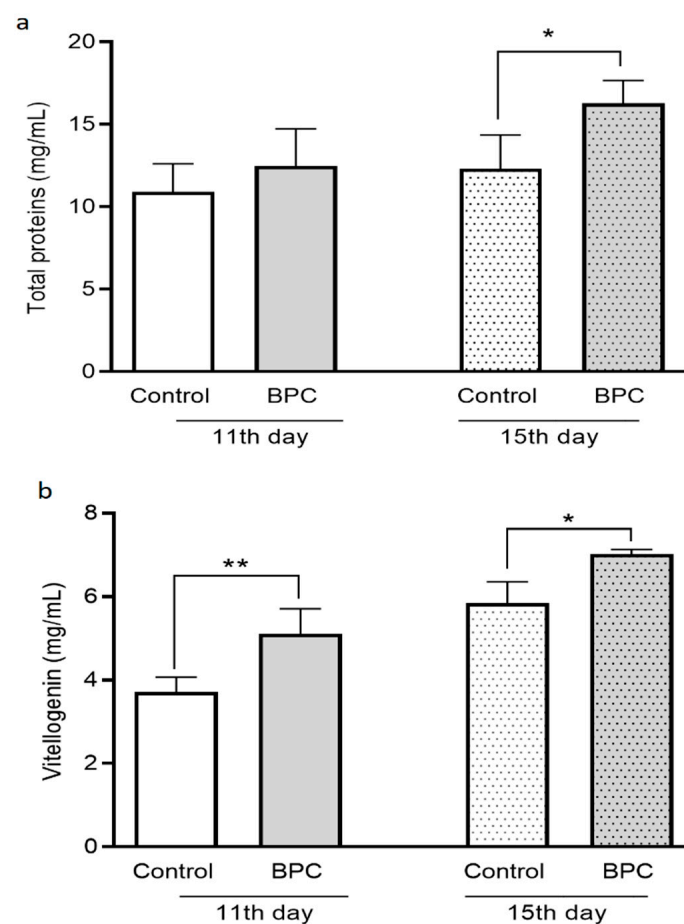 a
Total proteins (mg/mL)
20
15
10
5
0
*
Control BPC Control BPC
11th day 15th day
b
Vitellogenin (mg/mL)
8
6
4
2
0
** *
Control BPC Control BPC
11th day 15th day